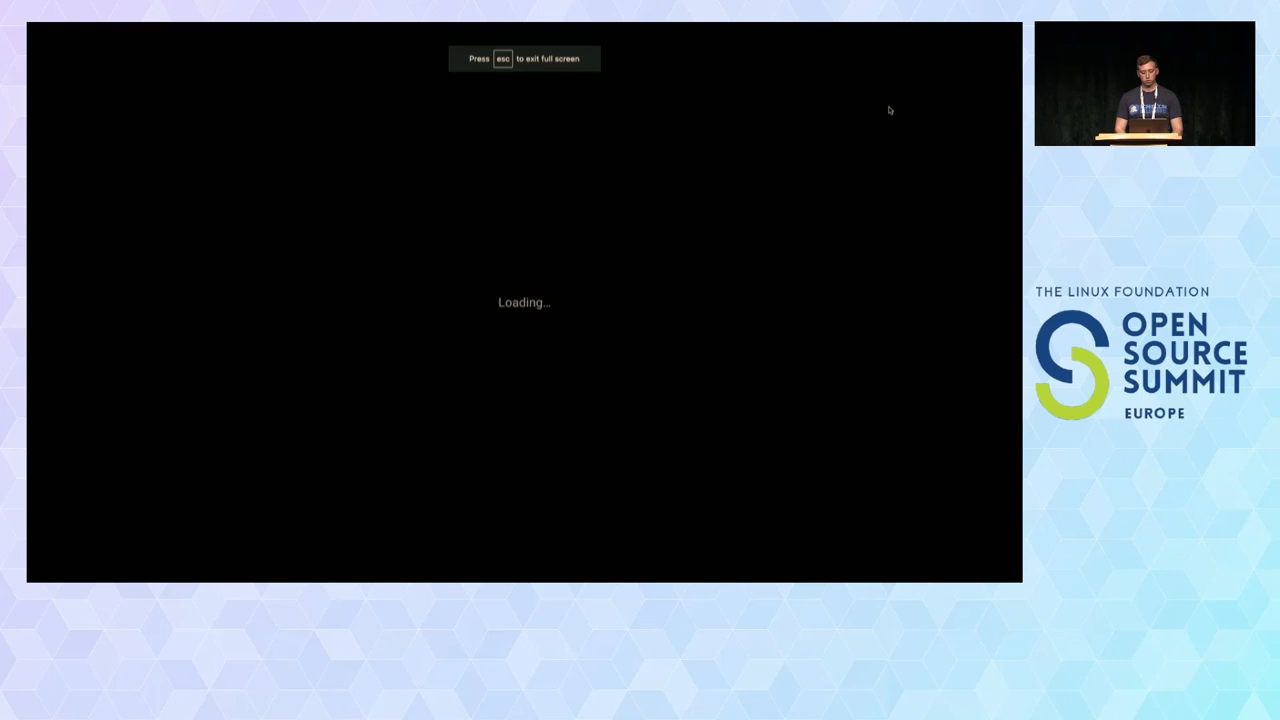 Press esc to exit full screen
Loading...
THE LINUX FOUNDATION
OPEN
SOURCE
SUMMIT
EUROPE